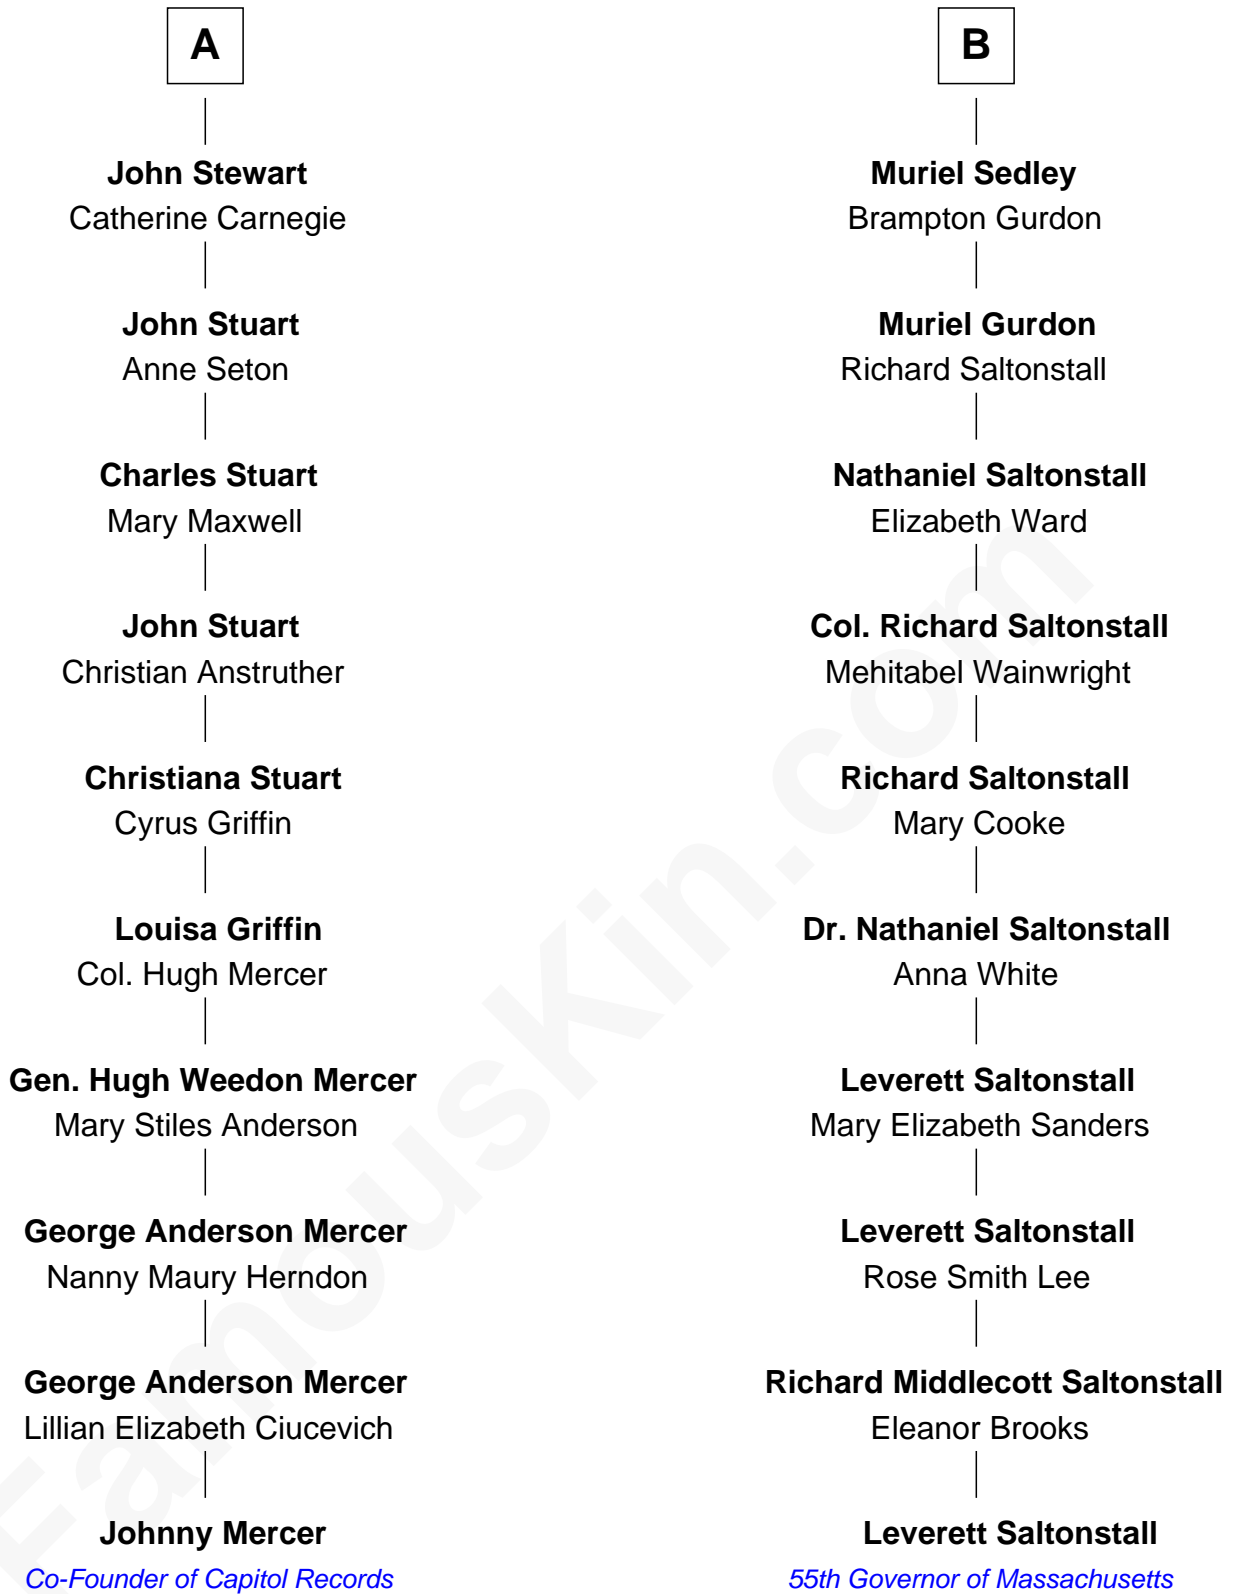 A
John Stewart
Catherine Carnegie
John Stuart
Anne Seton
Charles Stuart
Mary Maxwell
John Stuart
Christian Anstruther
Christiana Stuart
Cyrus Griffin
Louisa Griffin
Col. Hugh Mercer
Gen. Hugh Weedon Mercer
Mary Stiles Anderson
George Anderson Mercer
Nanny Maury Herndon
George Anderson Mercer
Lillian Elizabeth Ciucevich
Johnny Mercer
Co-Founder of Capitol Records
B
Muriel Sedley
Brampton Gurdon
Muriel Gurdon
Richard Saltonstall
Nathaniel Saltonstall
Elizabeth Ward
Col. Richard Saltonstall
Mehitabel Wainwright
Richard Saltonstall
Mary Cooke
Dr. Nathaniel Saltonstall
Anna White
Leverett Saltonstall
Mary Elizabeth Sanders
Leverett Saltonstall
Rose Smith Lee
Richard Middlecott Saltonstall
Eleanor Brooks
Leverett Saltonstall
55th Governor of Massachusetts
FamousKin.com